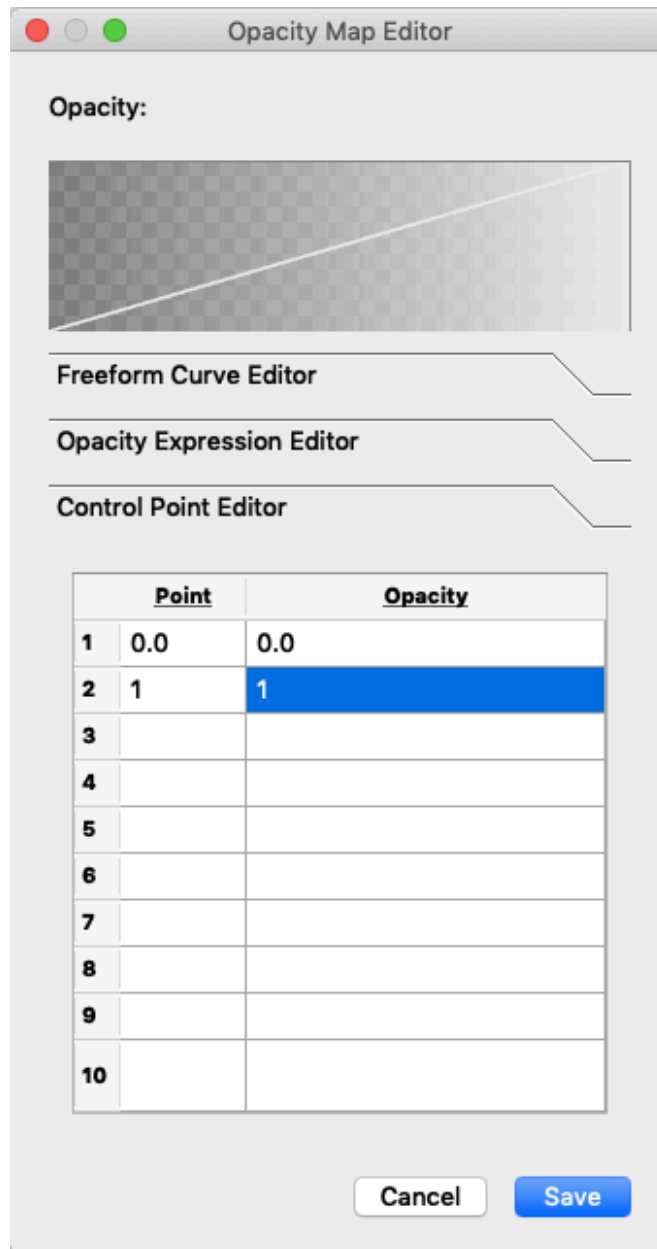 Opacity Map Editor
Opacity:
Freeform Curve Editor
Opacity Expression Editor
Control Point Editor
Point Opacity
1 0.0 0.0
2 1 1
3
4
5
6
7
8
9
10
Cancel Save